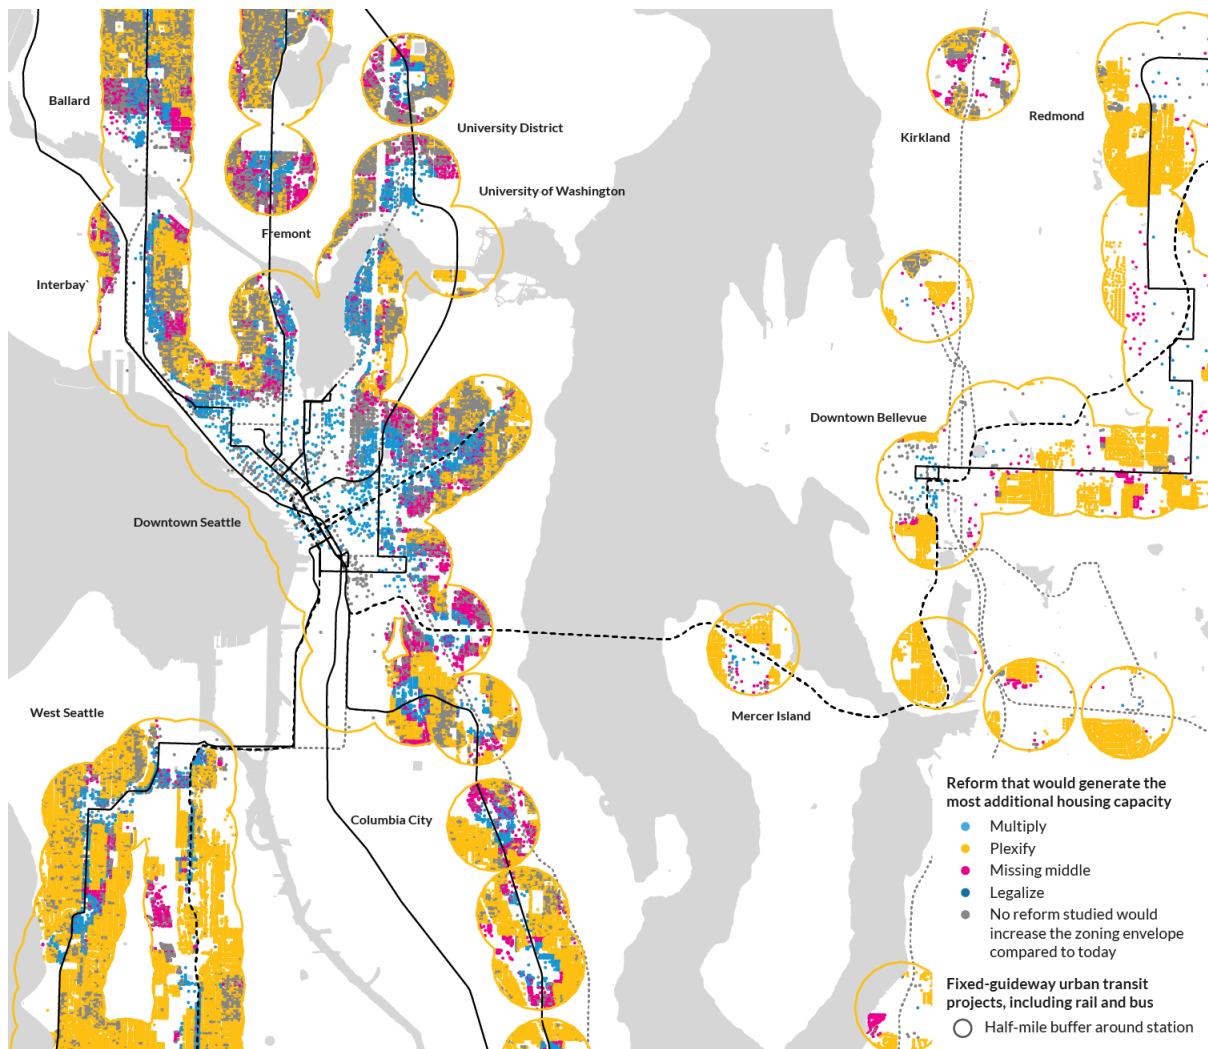 Ballard
University District
Kirkland
Redmond
University of Washington
Fremont
Interbay`
Downtown Bellevue
Downtown Seattle
West Seattle
Mercer Island
Columbia City
Reform that would generate the
most additional housing capacity
Multiply
Plexify
Missing middle
Legalize
No reform studied would
increase the zoning envelope
compared to today
Fixed-guideway urban transit
projects, including rail and bus
Half-mile buffer around station